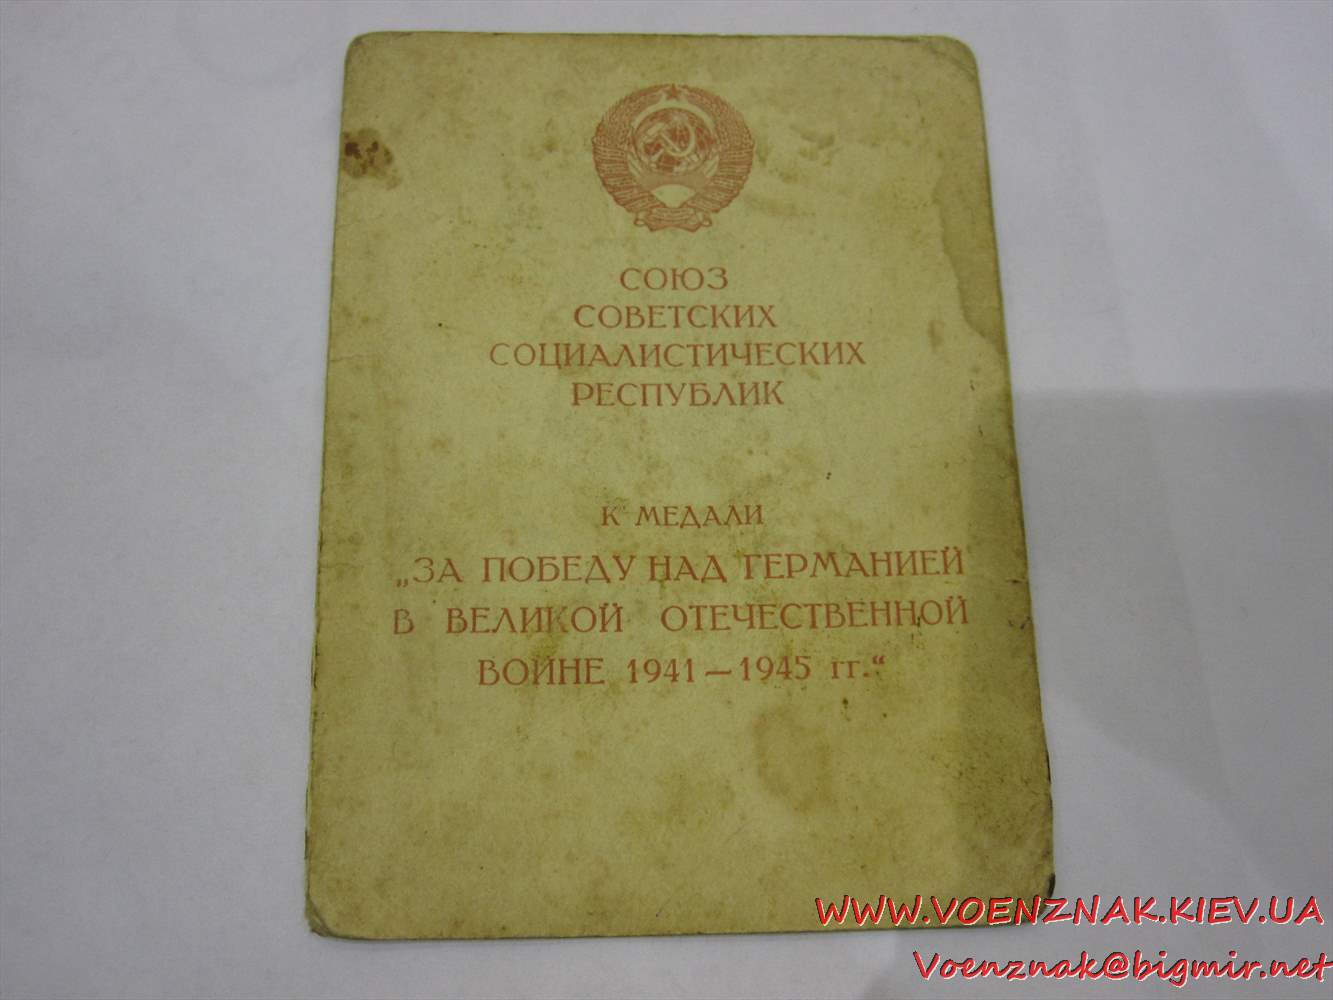 СОЮЗ
СОВЕТСКИХ
СОЦИАЛИСТИЧЕСКИХ
РЕСПУБЛИК
К МЕДАЛИ
„ЗА ПОБЕДУ НАД ГЕРМАНИЕЙ
В ВЕЛИКОЙ ОТЕЧЕСТВЕННОЙ
ВОЙНЕ 1941—1945 гг.“
WWW.VOENZNAK.KIEV.UA
Voenznak@bigmir.net